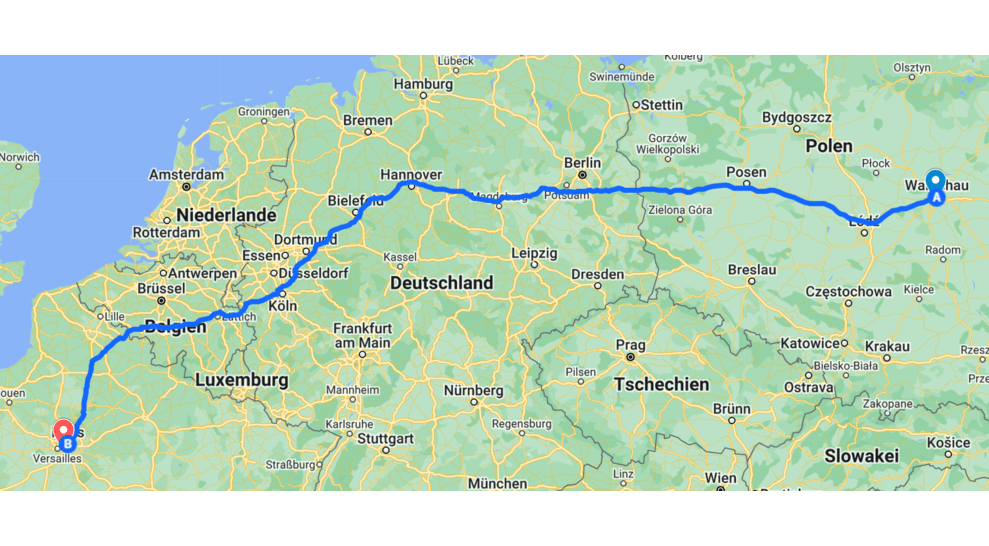 Lübeck
Kolberg
Olsztyn
Swinemünde
Hamburg
Stettin
Groningen
Bydgoszcz
Bremen
Gorzów
Wielkopolski
Polen
Norwich
Berlin
Płock
Amsterdam
Hannover
Posen
A
Magdeburg
Potsdam
Bielefeld
Niederlande
Zielona Góra
Rotterdam
Łódź
Dortmund
Radom
Essen
Kassel
Leipzig
Antwerpen
Düsseldorf
Dresden
Breslau
Brüssel
Deutschland
Częstochowa
Kielce
Köln
Lille
Lüttich
Belgien
Frankfurt
am Main
Prag
Katowice
Krakau
Rzesz
Luxemburg
Pilsen
Bielsko-Biała
Tschechien
Ostrava
ouen
Mannheim
Nürnberg
Zakopane
Brünn
Karlsruhe
Regensburg
Stuttgart
B
Košice
Versailles
Slowakei
Straßburg
Linz
München
Wien